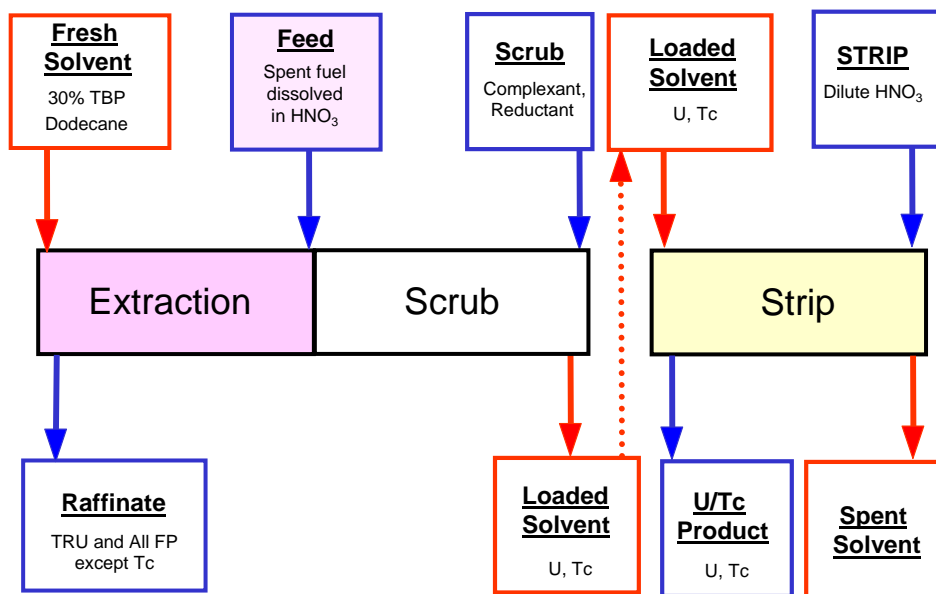 Fresh
Solvent
30% TBP
Dodecane
Feed
Spent fuel
dissolved
in HNO₃
Scrub
Complexant,
Reductant
Loaded
Solvent
U, Tc
STRIP
Dilute HNO₃
Extraction
Scrub
Strip
Raffinate
TRU and All FP
except Tc
Loaded
Solvent
U, Tc
U/Tc
Product
U, Tc
Spent
Solvent